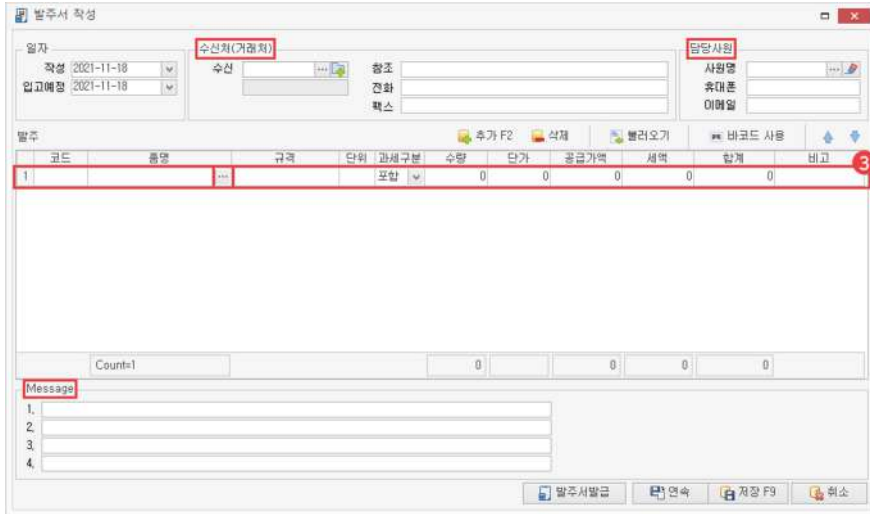 발주서 작성
일자
작성 2021-11-18
입고예정 2021-11-18
수신처(거래처)
수신 ...
참조
전화
팩스
담당사원
사원명 ...
휴대폰
이메일
발주
추가 F2 삭제 불러오기 바코드 사용
코드 품명 규격 단위 과세구분 수량 단가 공급가액 세액 합계 비고 3
1 ... 포함 0 0 0 0 0
Count=1 0 0 0 0
Message
1.
2.
3.
4.
발주서발급 연속 저장 F9 취소